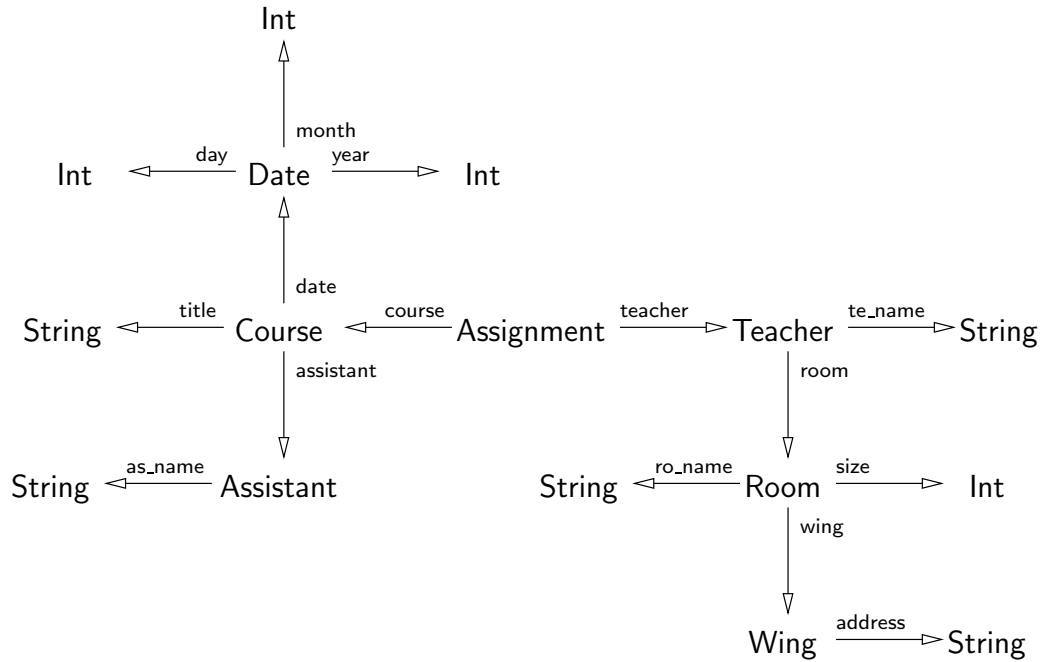 Int
month
day
year
Int
Date
Int
date
title
course
teacher
te_name
String
Course
Assignment
Teacher
String
assistant
room
as_name
ro_name
size
String
Assistant
String
Room
Int
wing
address
Wing
String